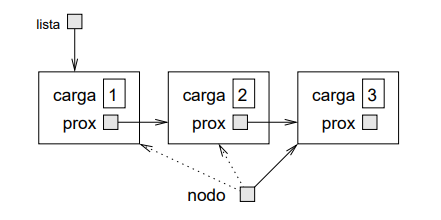 lista
carga 1 carga 2 carga 3
prox prox prox
nodo